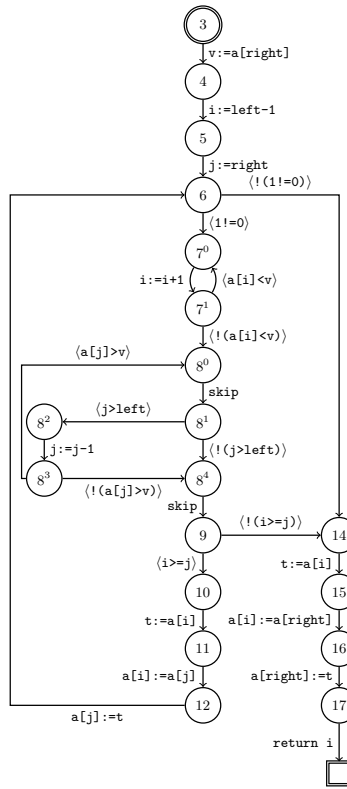 3
v:=a[right]
4
i:=left-1
5
j:=right
6
⟨!(1!=0)⟩
⟨1!=0⟩
7⁰
i:=i+1
⟨a[i]<v⟩
7¹
⟨!(a[i]<v)⟩
⟨a[j]>v⟩
8⁰
skip
8²
⟨j>left⟩
8¹
j:=j-1
⟨!(j>left)⟩
8³
⟨!(a[j]>v)⟩
8⁴
skip
9
⟨!(i>=j)⟩
14
⟨i>=j⟩
t:=a[i]
10
15
t:=a[i]
a[i]:=a[right]
11
16
a[i]:=a[j]
a[right]:=t
12
17
a[j]:=t
return i